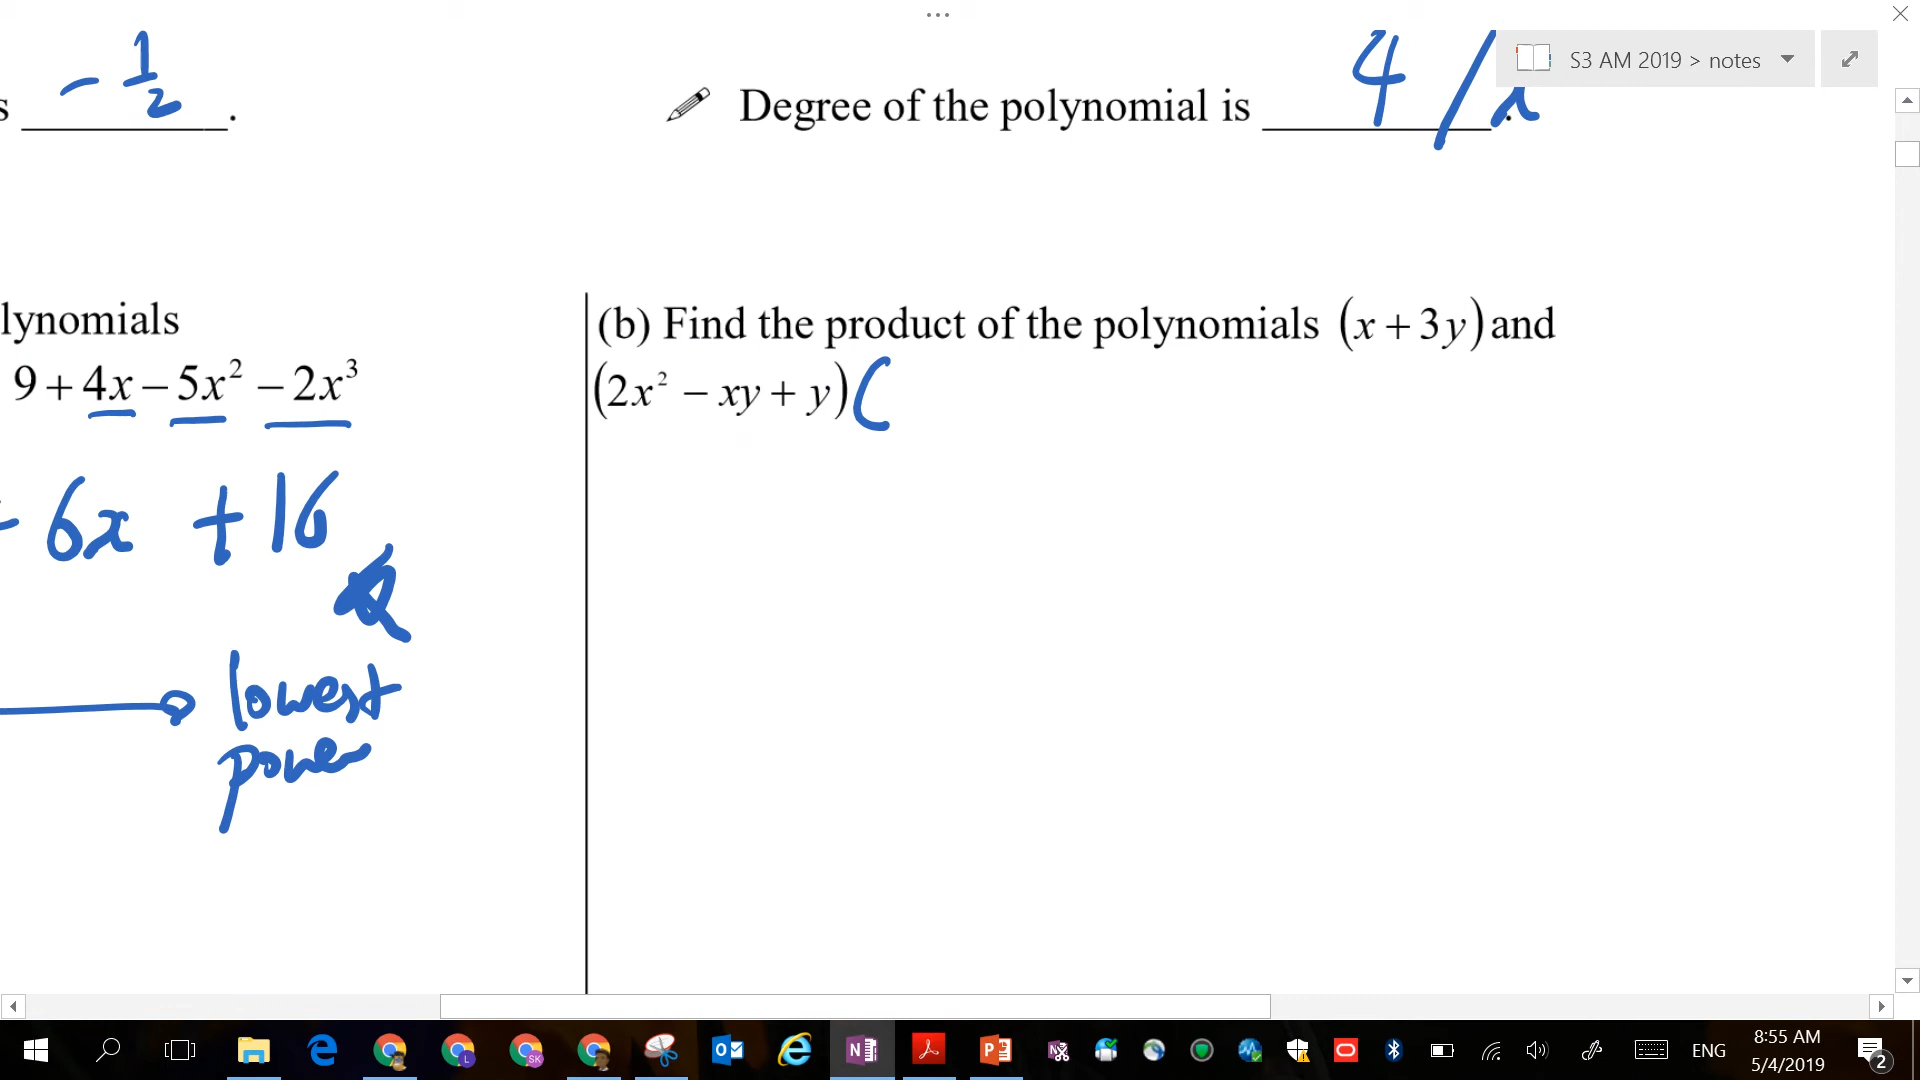 S3 AM 2019 > notes
s - 1/2 .
Degree of the polynomial is 4 /
lynomials
9 + 4x − 5x² − 2x³
6x + 16
lowest
power
(b) Find the product of the polynomials (x + 3y) and
(2x² − xy + y) (
ENG
8:55 AM
5/4/2019
2